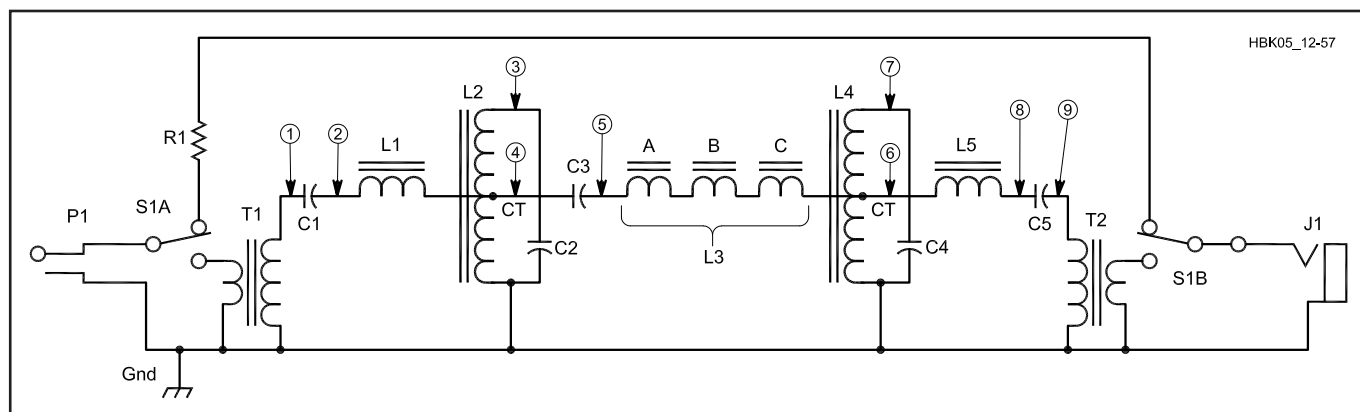 HBK05_12-57
3
7
L2
L4
R1
1
2
L1
4
5
A
B
C
6
L5
8
9
C3
P1
S1A
T1
C1
CT
CT
C5
T2
J1
C2
L3
C4
S1B
Gnd